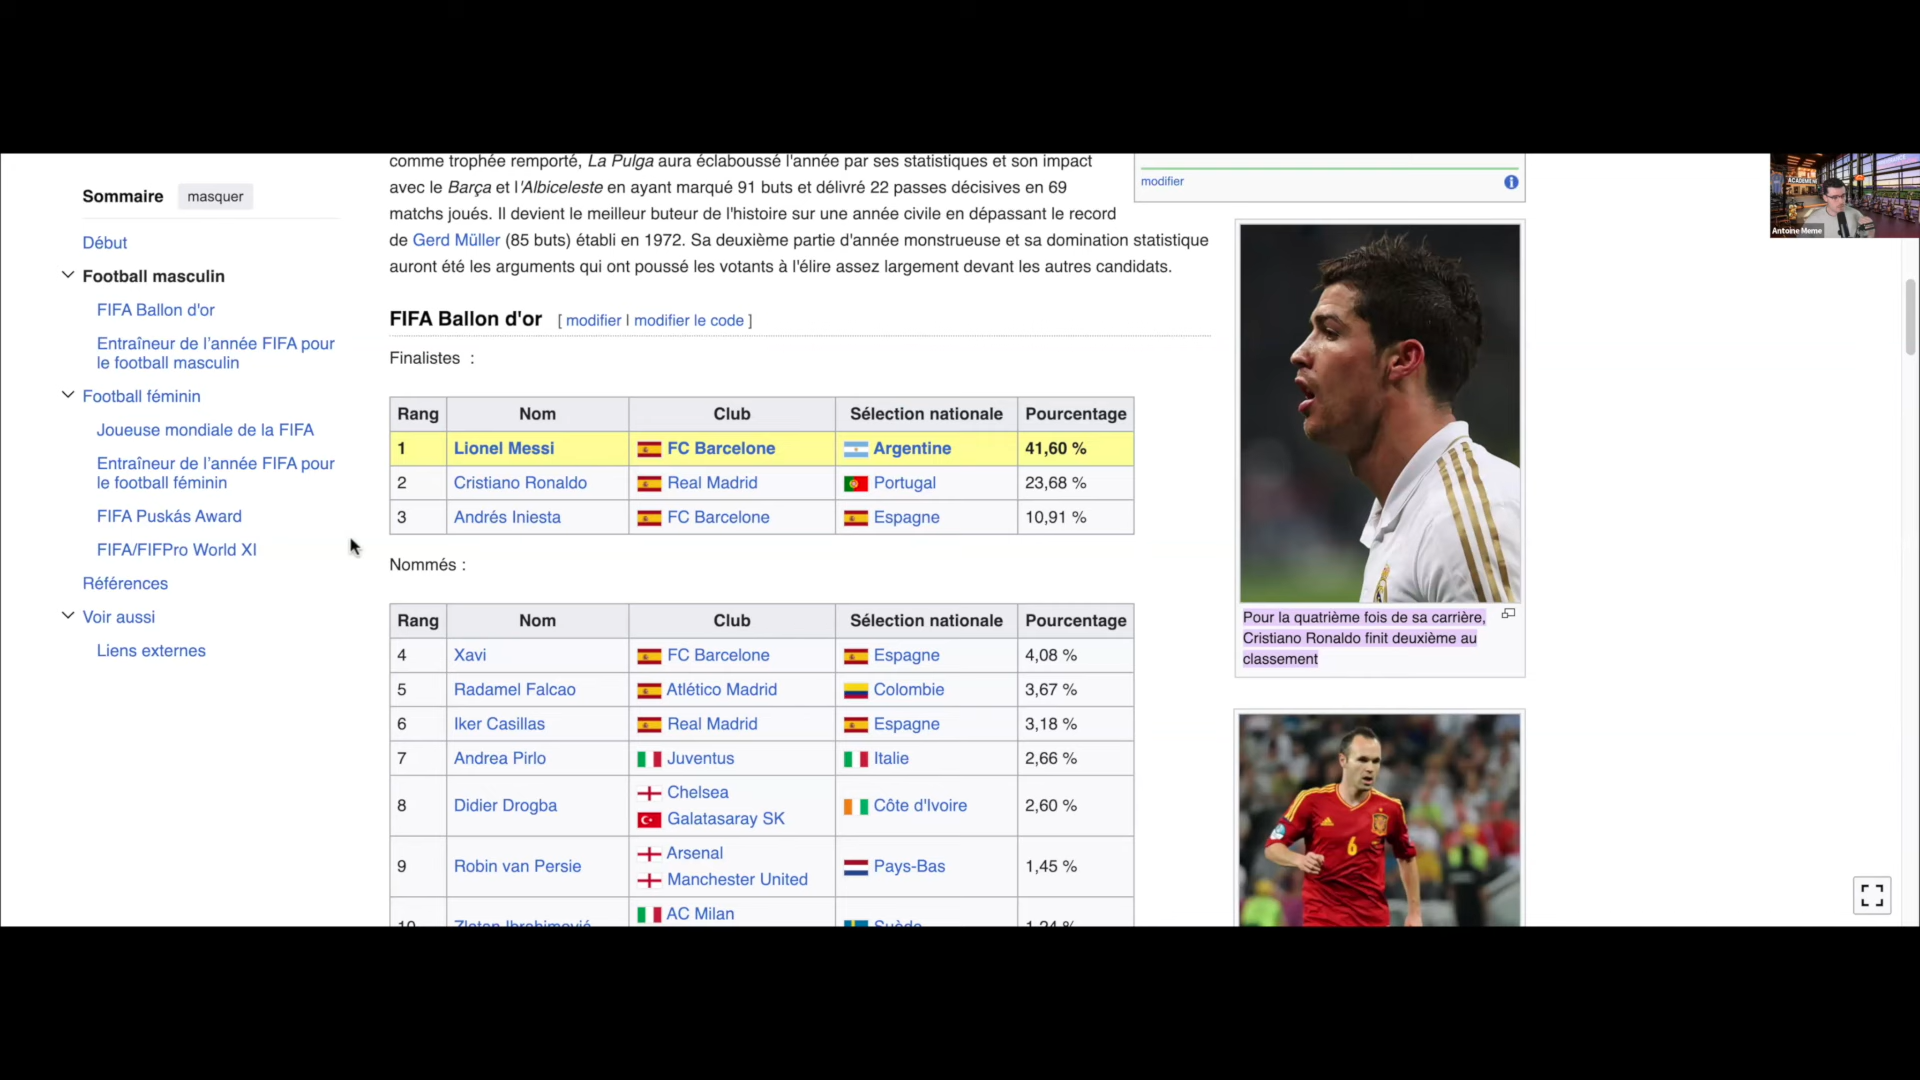 comme trophée remporté, La Pulga aura éclaboussé l'année par ses statistiques et son impact
avec le Barça et l'Albiceleste en ayant marqué 91 buts et délivré 22 passes décisives en 69
matchs joués. Il devient le meilleur buteur de l'histoire sur une année civile en dépassant le record
de Gerd Müller (85 buts) établi en 1972. Sa deuxième partie d'année monstrueuse et sa domination statistique
auront été les arguments qui ont poussé les votants à l'élire assez largement devant les autres candidats.
Sommaire masquer
Début
Football masculin
FIFA Ballon d'or
Entraîneur de l'année FIFA pour
le football masculin
Football féminin
Joueuse mondiale de la FIFA
Entraîneur de l'année FIFA pour
le football féminin
FIFA Puskás Award
FIFA/FIFPro World XI
Références
Voir aussi
Liens externes
FIFA Ballon d'or [ modifier | modifier le code ]
Finalistes :
Rang Nom Club Sélection nationale Pourcentage
1 Lionel Messi FC Barcelone Argentine 41,60 %
2 Cristiano Ronaldo Real Madrid Portugal 23,68 %
3 Andrés Iniesta FC Barcelone Espagne 10,91 %
Nommés :
Rang Nom Club Sélection nationale Pourcentage
4 Xavi FC Barcelone Espagne 4,08 %
5 Radamel Falcao Atlético Madrid Colombie 3,67 %
6 Iker Casillas Real Madrid Espagne 3,18 %
7 Andrea Pirlo Juventus Italie 2,66 %
8 Didier Drogba Chelsea
Galatasaray SK Côte d'Ivoire 2,60 %
9 Robin van Persie Arsenal
Manchester United Pays-Bas 1,45 %
10 Zlatan Ibrahimović AC Milan Suède 1,24 %
modifier
Pour la quatrième fois de sa carrière,
Cristiano Ronaldo finit deuxième au
classement
6
Antoine Meme